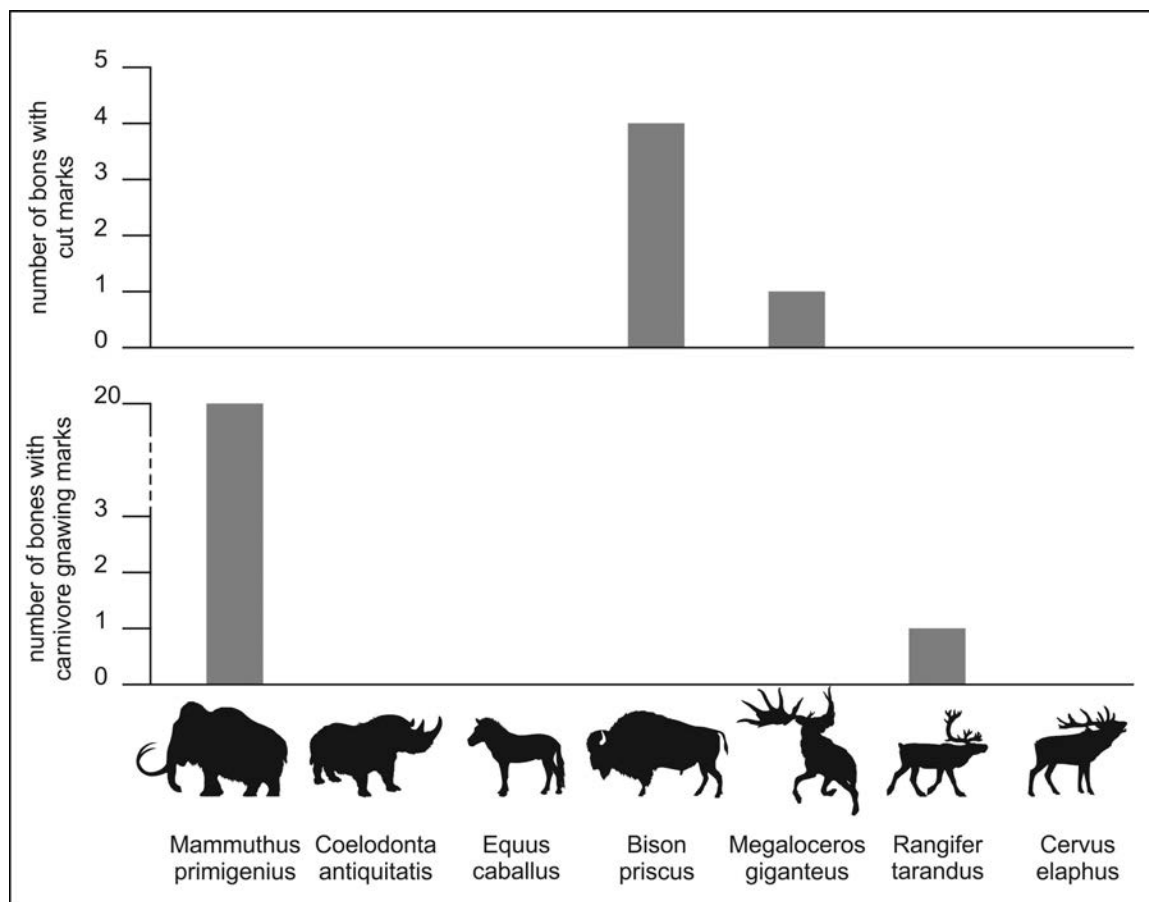 number of bons with
cut marks
5
4
3
2
1
0
number of bones with
carnivore gnawing marks
20
3
2
1
0
Mammuthus
primigenius
Coelodonta
antiquitatis
Equus
caballus
Bison
priscus
Megaloceros
giganteus
Rangifer
tarandus
Cervus
elaphus